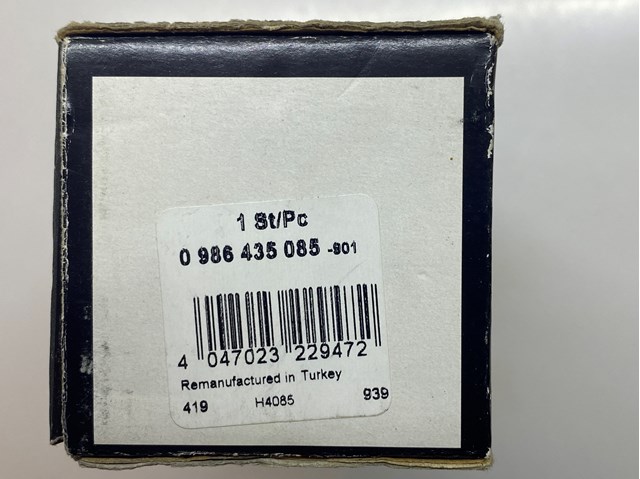 1 St/Pc
0 986 435 085 -901
4 047023 229472
Remanufactured in Turkey
419 H4085 939